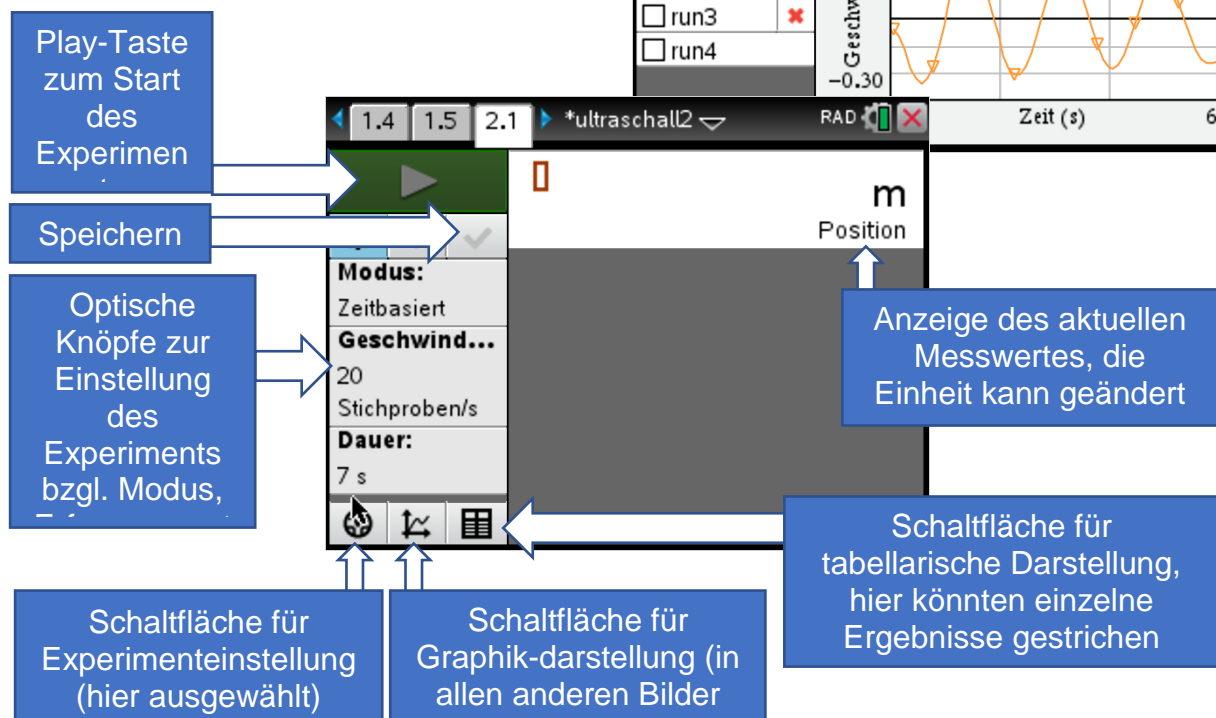 run3
run4
Geschw
−0.30
Zeit (s)
6
Play-Taste
zum Start
des
Experimen
1.4 1.5 2.1 *ultraschall2 RAD
Speichern
m
Position
Optische
Knöpfe zur
Einstellung
des
Experiments
bzgl. Modus,
Modus:
Zeitbasiert
Geschwind...
20
Stichproben/s
Dauer:
7 s
Anzeige des aktuellen
Messwertes, die
Einheit kann geändert
Schaltfläche für
tabellarische Darstellung,
hier könnten einzelne
Ergebnisse gestrichen
Schaltfläche für
Experimenteinstellung
(hier ausgewählt)
Schaltfläche für
Graphik-darstellung (in
allen anderen Bilder